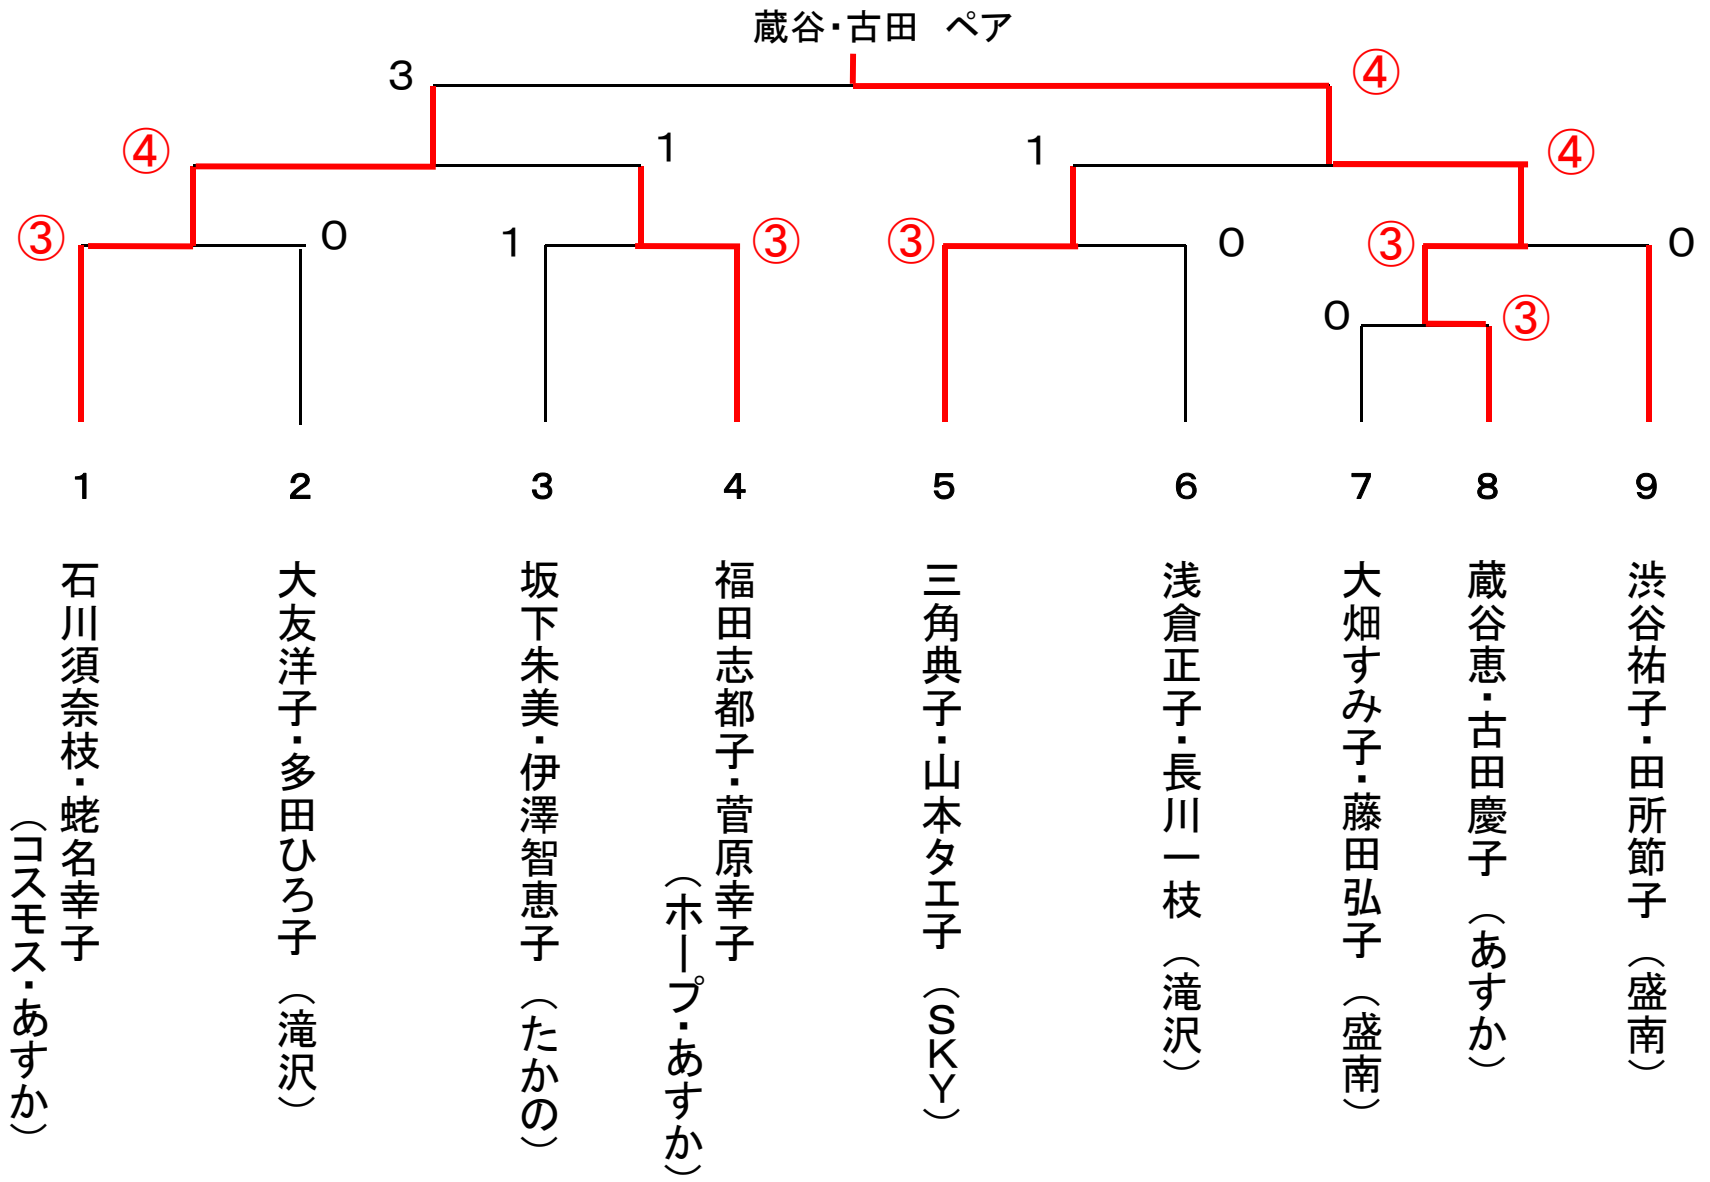 蔵谷・古田　ペア
3
④
④
1
1
④
③
0
1
③
③
0
③
0
0
③
1
2
3
4
5
6
7
8
9
石川須奈枝・蛯名幸子
（コスモス・あすか）
大友洋子・多田ひろ子（滝沢）
坂下朱美・伊澤智恵子（たかの）
福田志都子・菅原幸子
（ホープ・あすか）
三角典子・山本タエ子（ＳＫＹ）
浅倉正子・長川一枝（滝沢）
大畑すみ子・藤田弘子（盛南）
蔵谷恵・古田慶子（あすか）
渋谷祐子・田所節子（盛南）